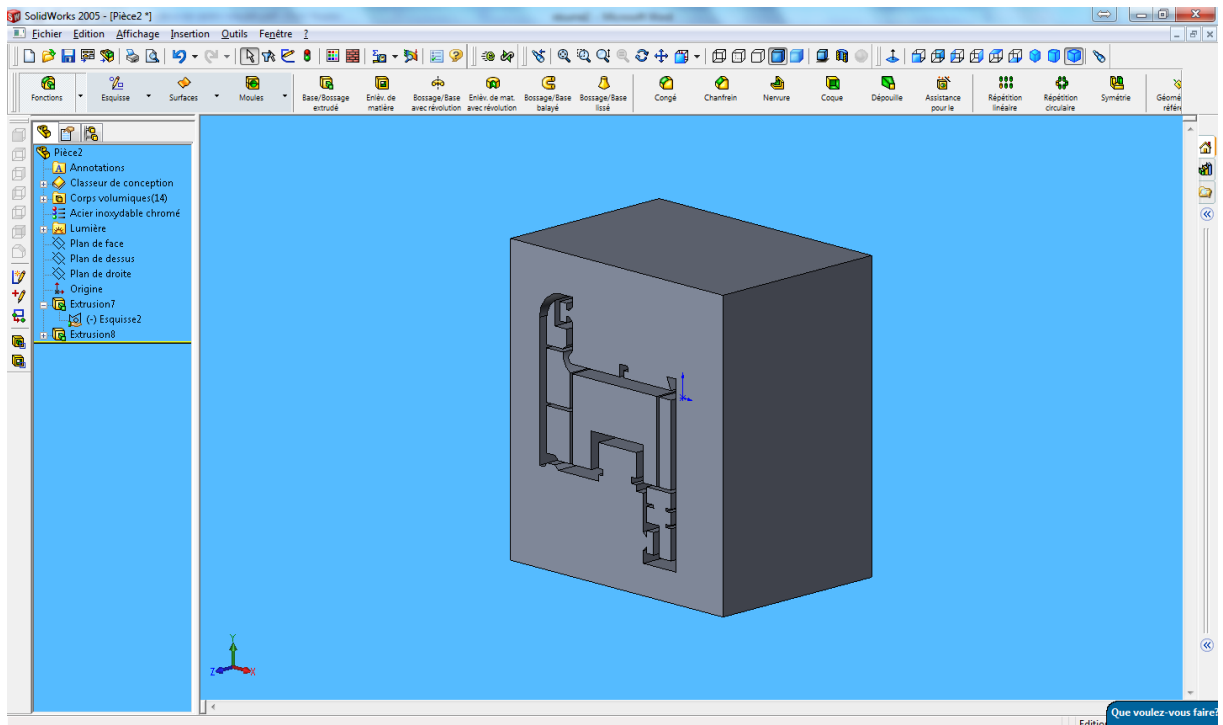 SolidWorks 2005 - [Pièce2 *]
Fichier Edition Affichage Insertion Outils Fenêtre ?
Fonctions Esquisse Surfaces Moules Base/Bossage extrudé Enlèv. de matière Bossage/Base avec révolution Enlèv. de mat. avec révolution Bossage/Base balayé Bossage/Base lissé Congé Chanfrein Nervure Coque Dépouille Assistance pour le Répétition linéaire Répétition circulaire Symétrie Géomé référ
Pièce2
A Annotations
Classeur de conception
Corps volumiques(14)
Acier inoxydable chromé
Lumière
Plan de face
Plan de dessus
Plan de droite
Origine
Extrusion7
(-) Esquisse2
Extrusion8
Y
Z X
Que voulez-vous faire?
Editio